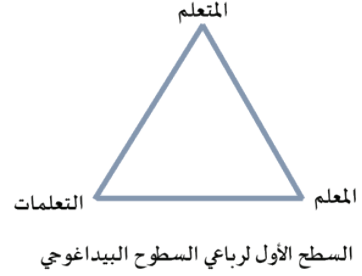 المتعلم
المعلم
التعلمات
السطح الأول لرباعي السطوح البيداغوجي